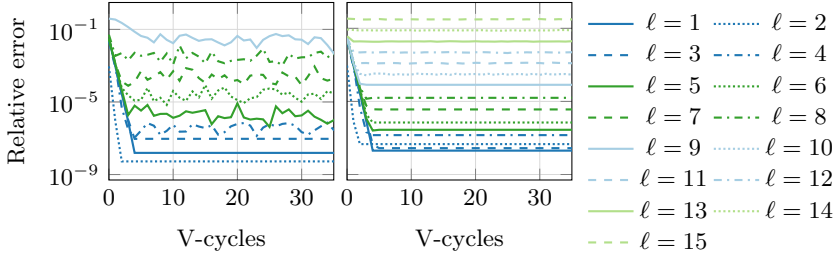 Relative error
10^−1
10^−5
10^−9
0 10 20 30
V-cycles
0 10 20 30
V-cycles
ℓ = 1 ℓ = 2
ℓ = 3 ℓ = 4
ℓ = 5 ℓ = 6
ℓ = 7 ℓ = 8
ℓ = 9 ℓ = 10
ℓ = 11 ℓ = 12
ℓ = 13 ℓ = 14
ℓ = 15